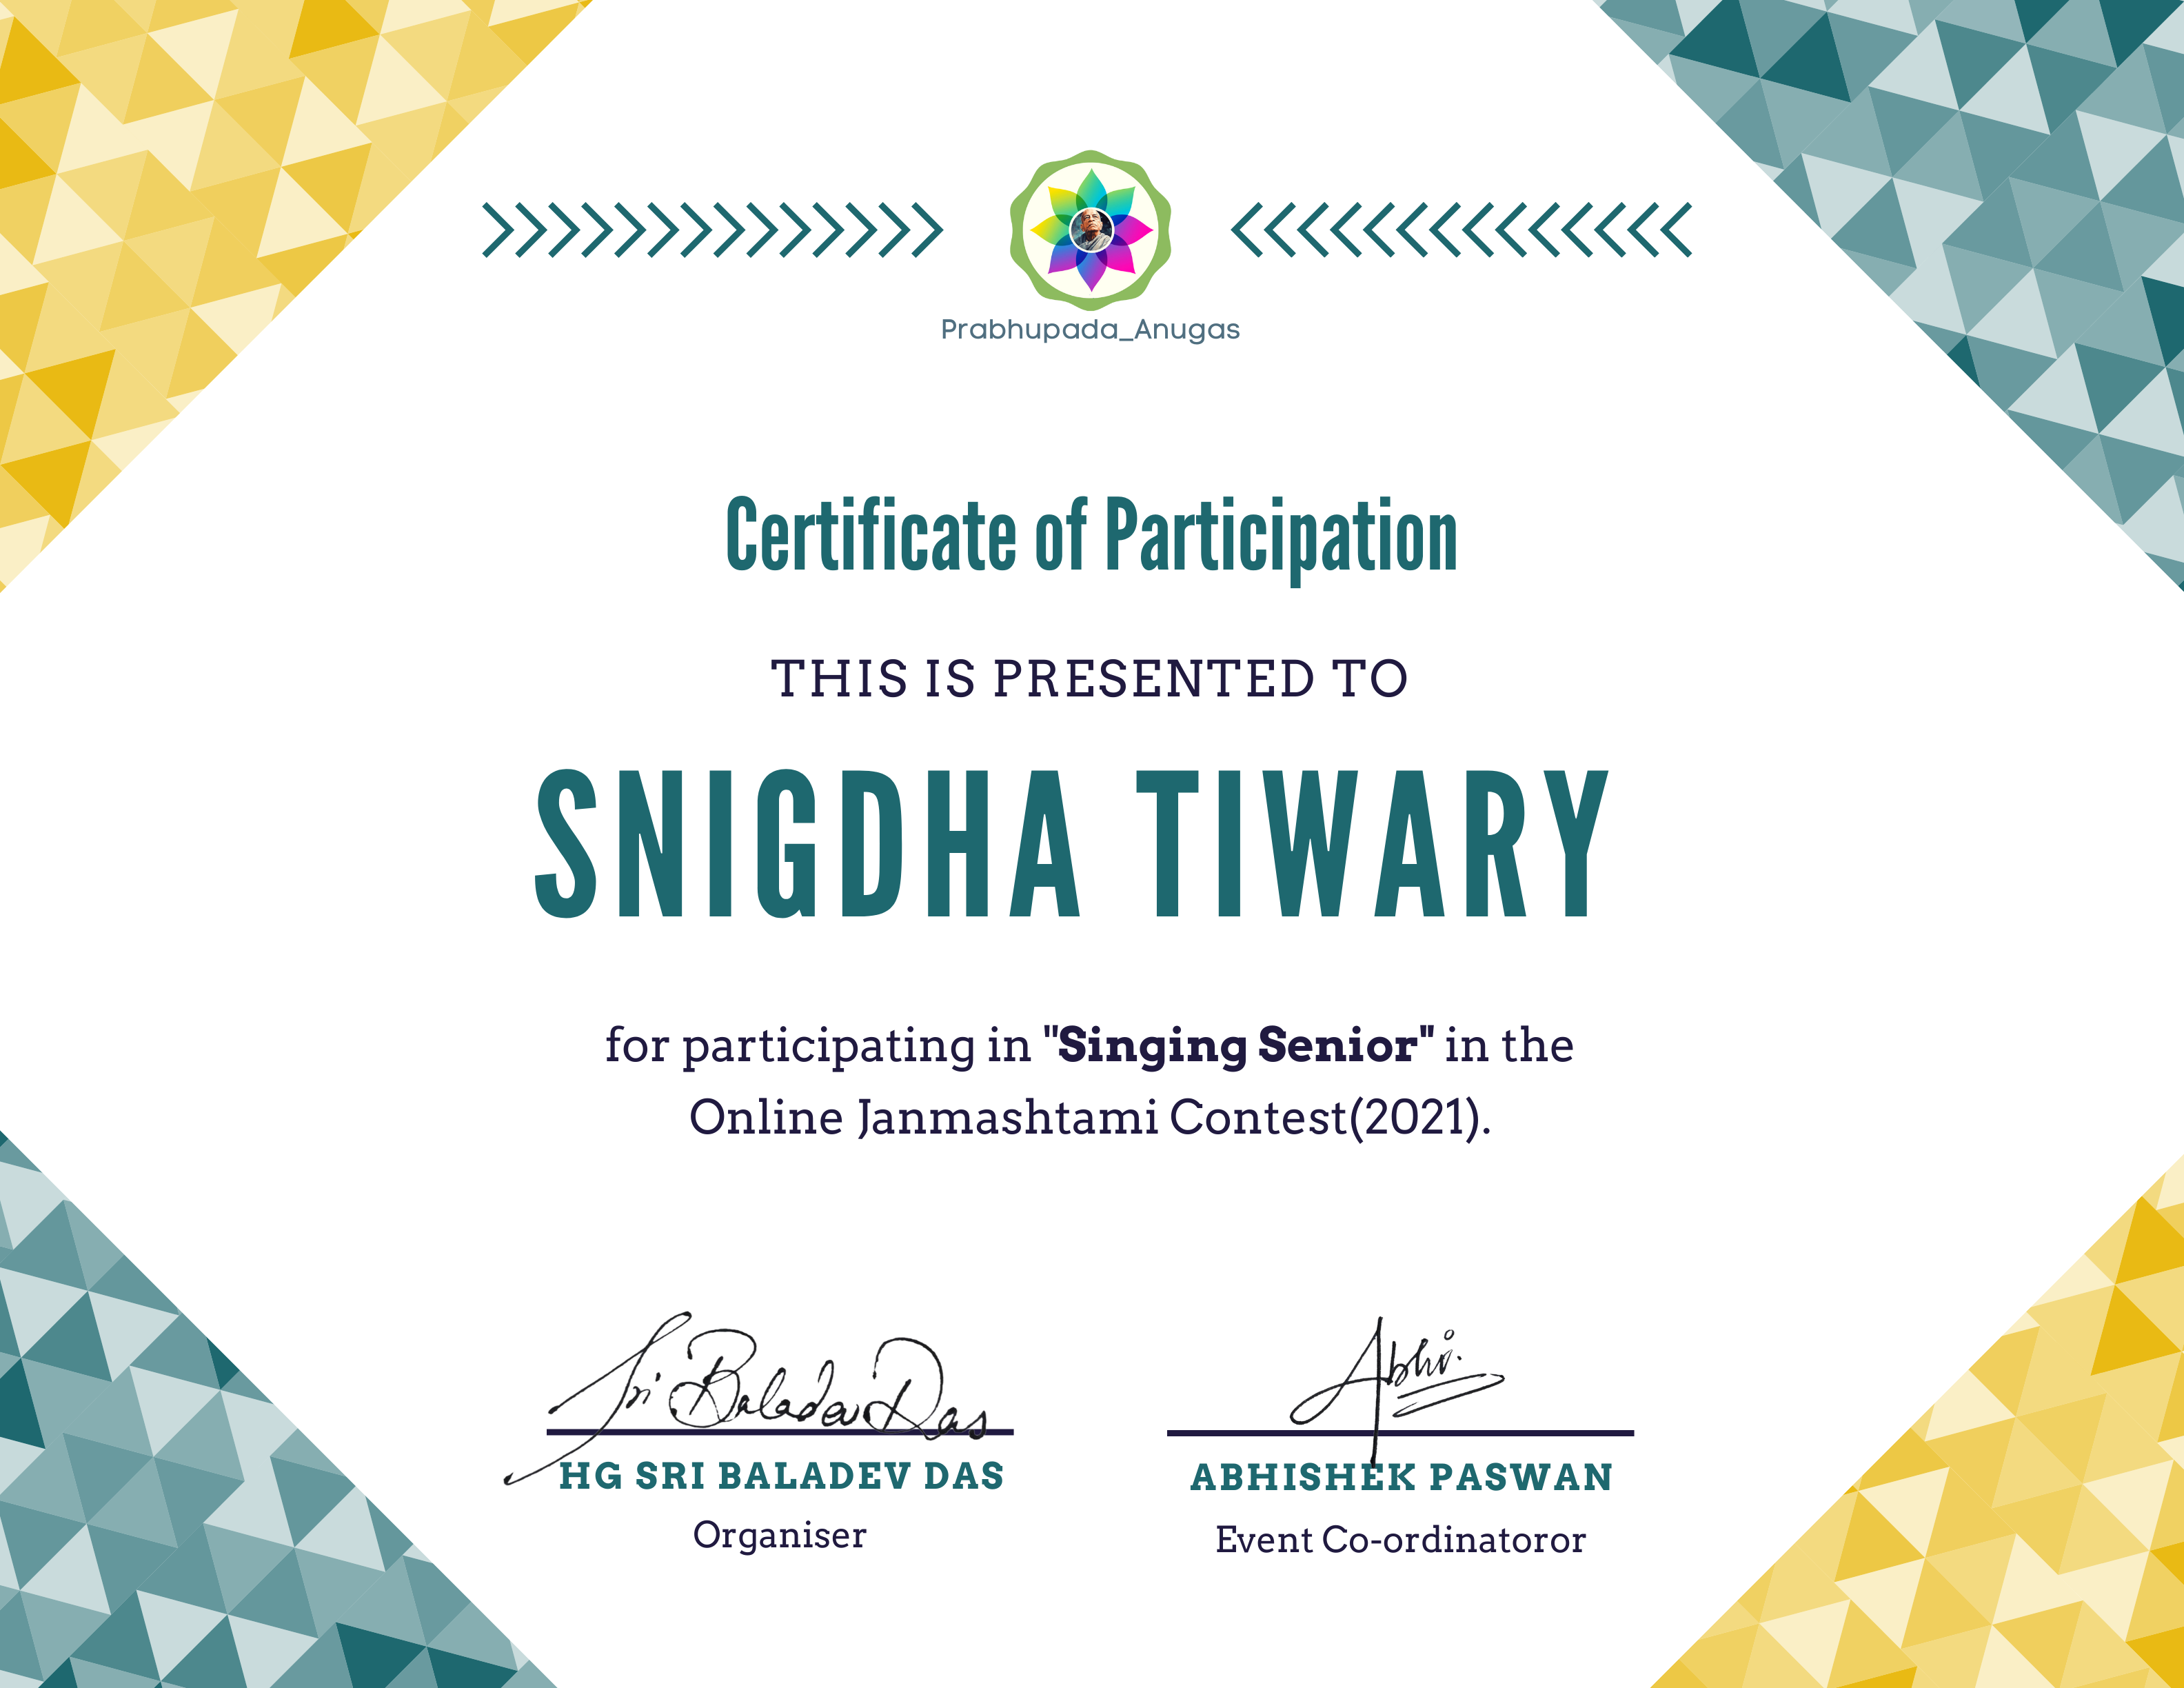 Prabhupada_Anugas
Certificate of Participation
THIS IS PRESENTED TO
SNIGDHA TIWARY
for participating in "Singing Senior" in the
Online Janmashtami Contest(2021).
Sri Baladev Das
Abhi
HG SRI BALADEV DAS
ABHISHEK PASWAN
Organiser
Event Co-ordinatoror